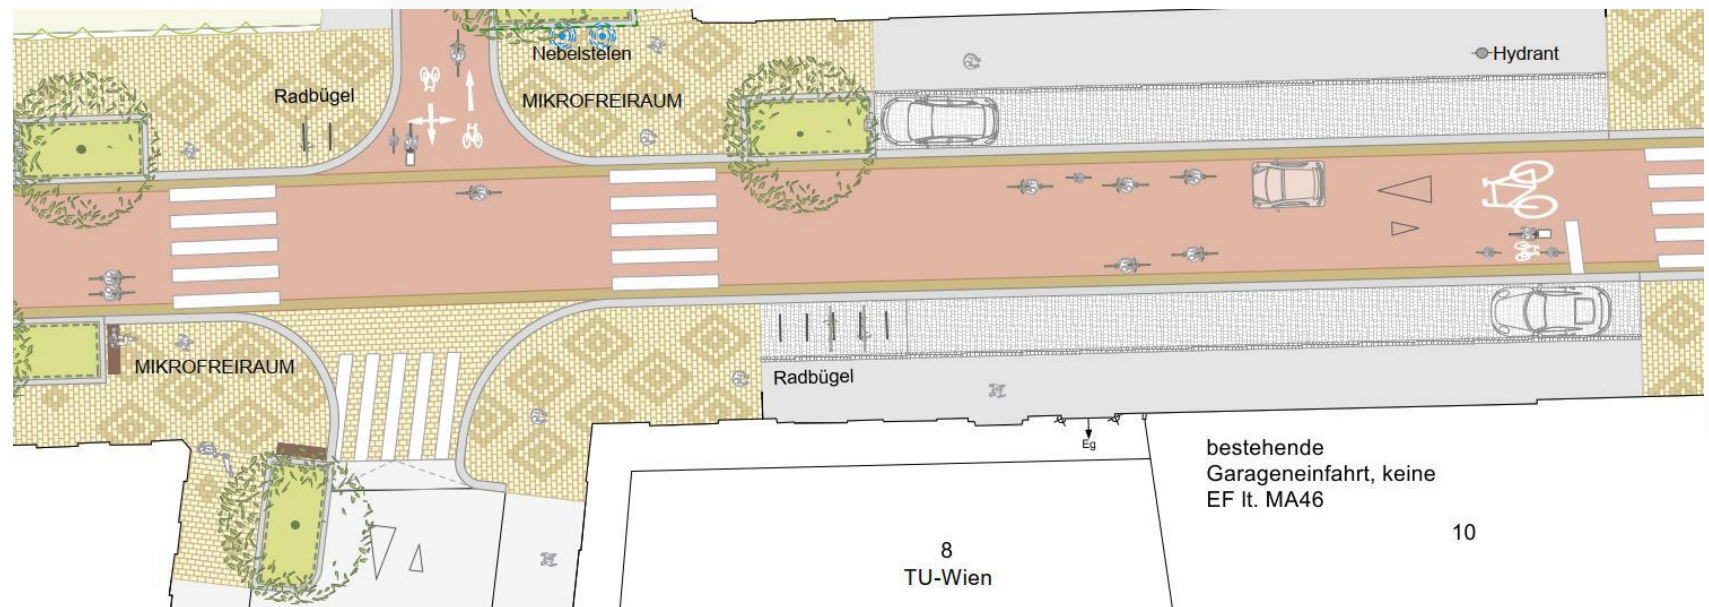 Nebelstelen
Hydrant
Radbügel
MIKROFREIRAUM
MIKROFREIRAUM
Radbügel
Eg
bestehende
Garageneinfahrt, keine
EF lt. MA46
8
TU-Wien
10